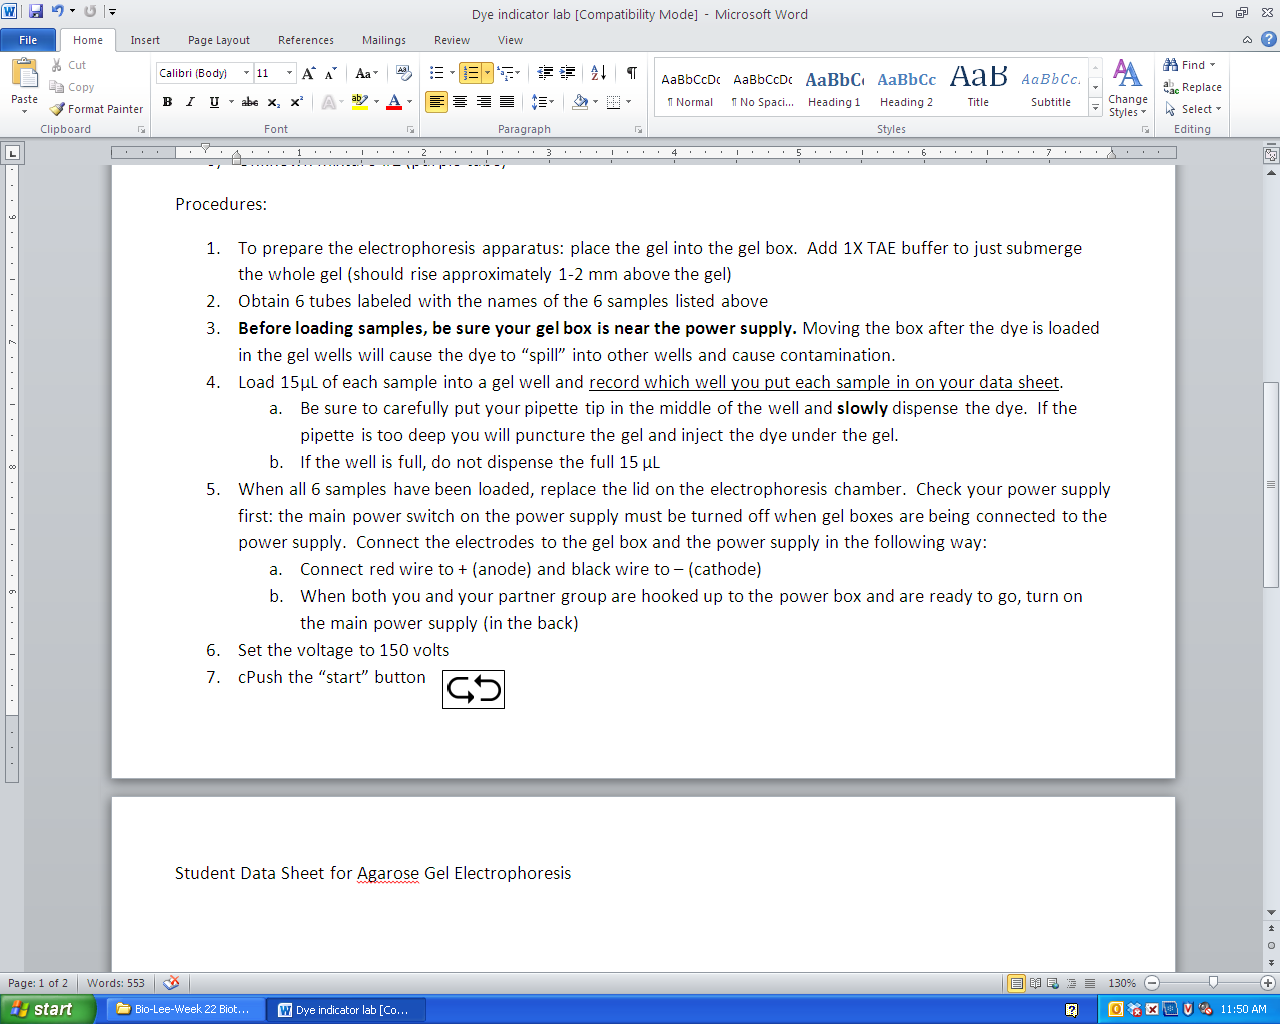 Dye indicator lab [Compatibility Mode] - Microsoft Word
File Home Insert Page Layout References Mailings Review View
Paste
Cut
Copy
Format Painter
Clipboard
Calibri (Body) 11
Font
Paragraph
AaBbCcDc AaBbCcDc AaBbC AaBbCc AaB AaBbCc.
¶ Normal ¶ No Spaci... Heading 1 Heading 2 Title Subtitle
Change Styles
Styles
Find
Replace
Select
Editing
1 2 3 4 5 6 7
Procedures:
1. To prepare the electrophoresis apparatus: place the gel into the gel box. Add 1X TAE buffer to just submerge
the whole gel (should rise approximately 1-2 mm above the gel)
2. Obtain 6 tubes labeled with the names of the 6 samples listed above
3. Before loading samples, be sure your gel box is near the power supply. Moving the box after the dye is loaded
in the gel wells will cause the dye to “spill” into other wells and cause contamination.
4. Load 15µL of each sample into a gel well and record which well you put each sample in on your data sheet.
a. Be sure to carefully put your pipette tip in the middle of the well and slowly dispense the dye. If the
pipette is too deep you will puncture the gel and inject the dye under the gel.
b. If the well is full, do not dispense the full 15 µL
5. When all 6 samples have been loaded, replace the lid on the electrophoresis chamber. Check your power supply
first: the main power switch on the power supply must be turned off when gel boxes are being connected to the
power supply. Connect the electrodes to the gel box and the power supply in the following way:
a. Connect red wire to + (anode) and black wire to – (cathode)
b. When both you and your partner group are hooked up to the power box and are ready to go, turn on
the main power supply (in the back)
6. Set the voltage to 150 volts
7. cPush the “start” button
Student Data Sheet for Agarose Gel Electrophoresis
Page: 1 of 2 Words: 553 130%
start Bio-Lee-Week 22 Biot... Dye indicator lab [Co... 11:50 AM